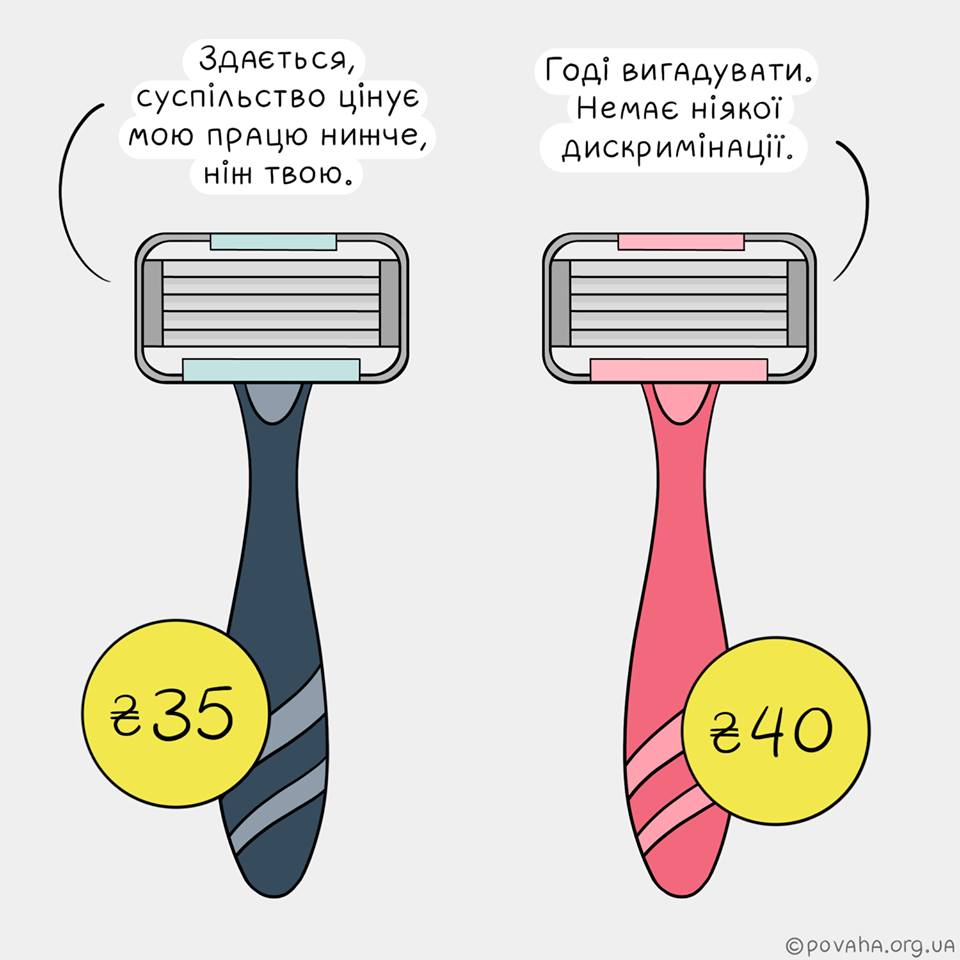 Здається,
суспільство цінує
мою працю нижче,
ніж твою.
Годі вигадувати.
Немає ніякої
дискримінації.
₴35
₴40
©povaha.org.ua